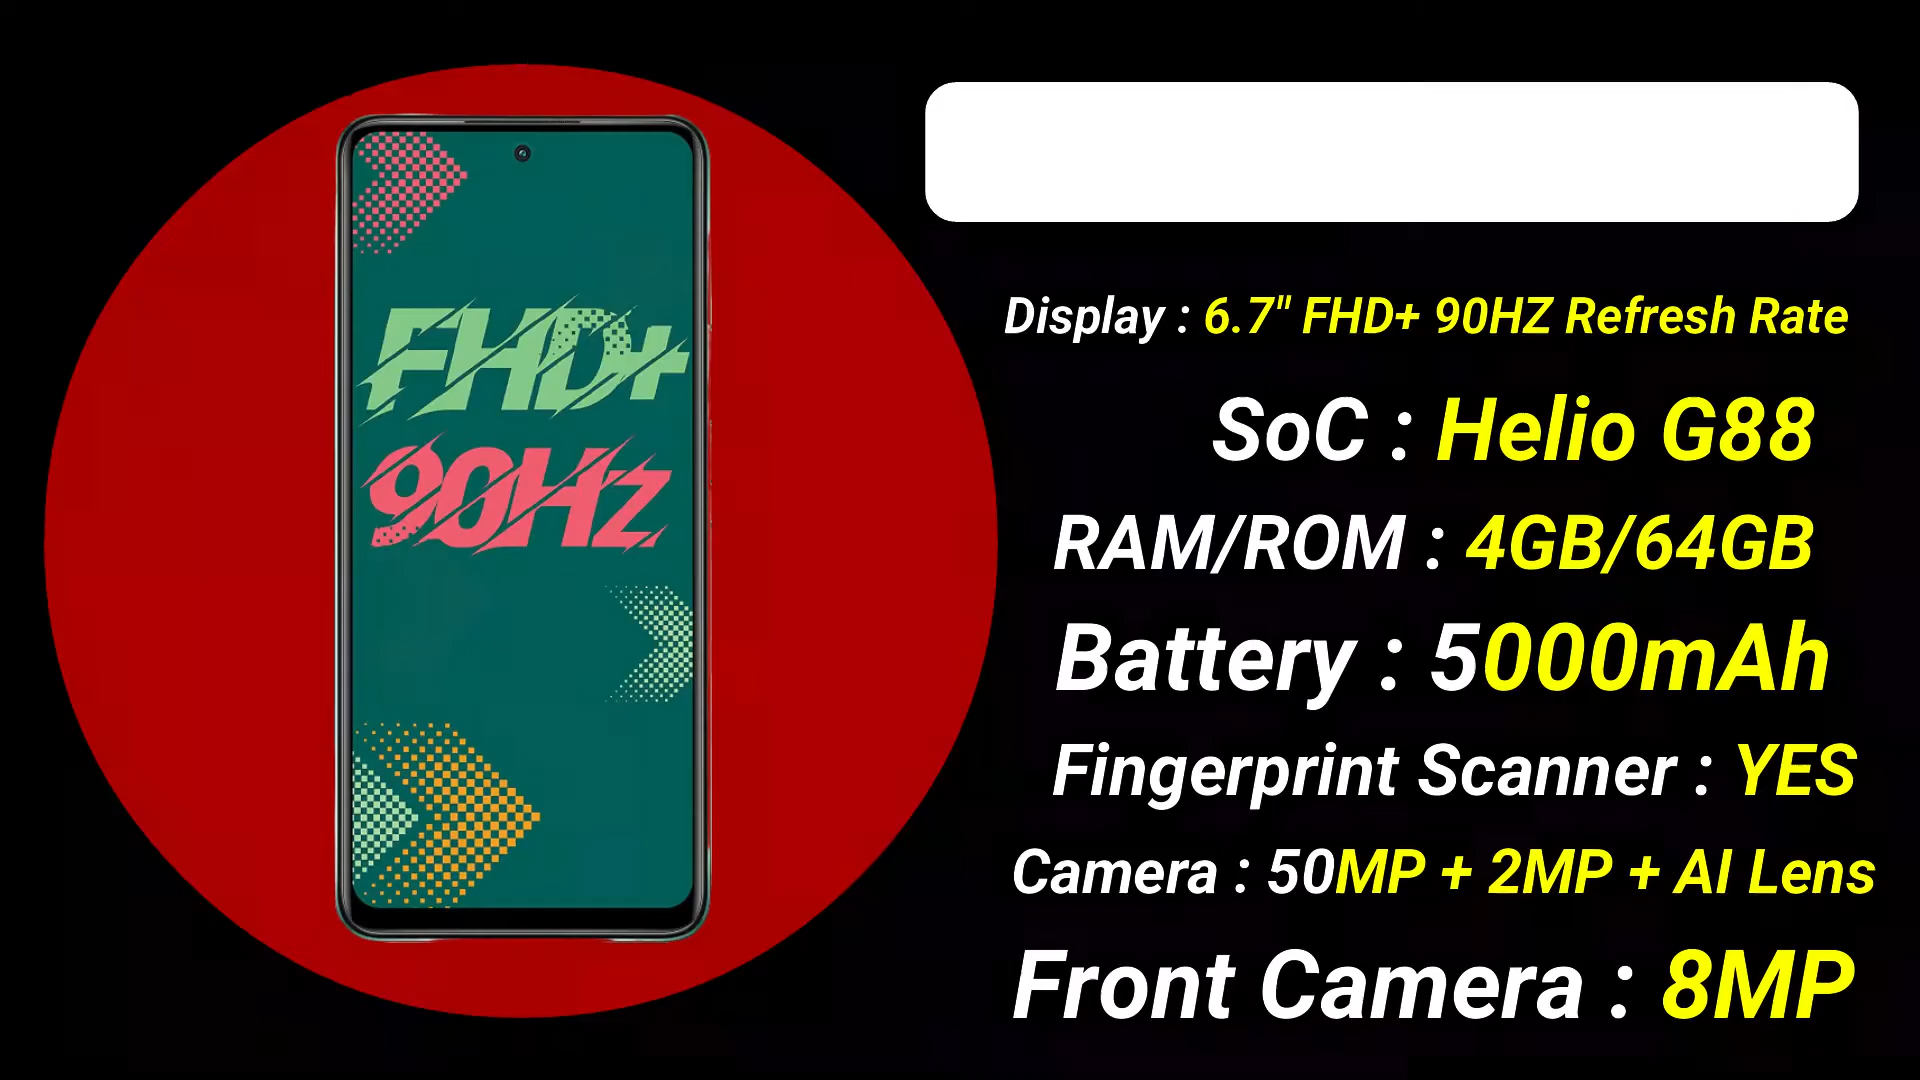 FHD+
90Hz
Display : 6.7" FHD+ 90HZ Refresh Rate
SoC : Helio G88
RAM/ROM : 4GB/64GB
Battery : 5000mAh
Fingerprint Scanner : YES
Camera : 50MP + 2MP + AI Lens
Front Camera : 8MP